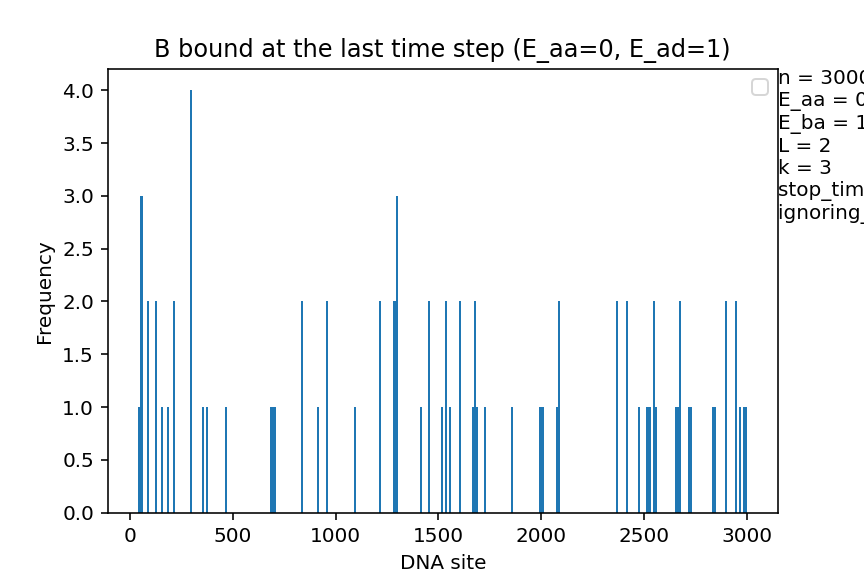 B bound at the last time step (E_aa=0, E_ad=1)
n = 3000
E_aa = 0
E_ba = 1
L = 2
k = 3
stop_tim
ignoring_
4.0
3.5
3.0
2.5
2.0
1.5
1.0
0.5
0.0
Frequency
0 500 1000 1500 2000 2500 3000
DNA site